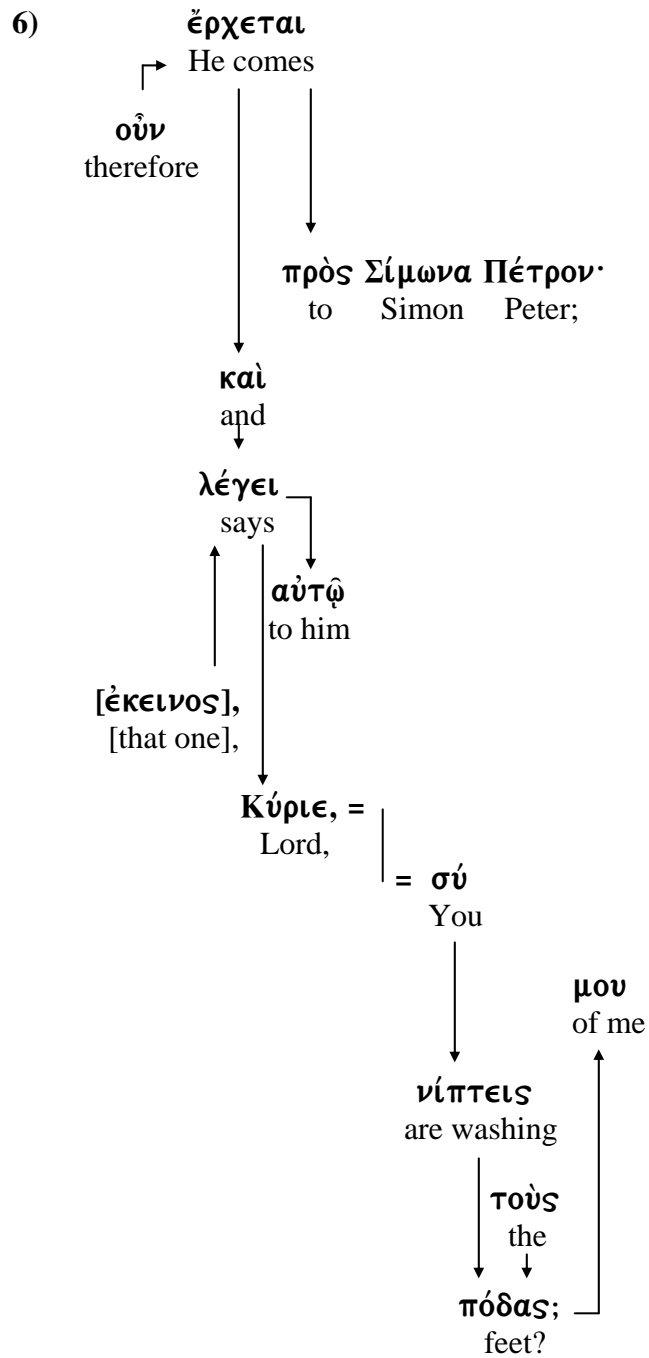 6)
ἔρχεται
He comes
οὖν
therefore
πρὸς Σίμωνα Πέτρον·
to Simon Peter;
καὶ
and
λέγει
says
αὐτῷ
to him
[ἐκεινος],
[that one],
Κύριε, =
Lord,
= σύ
You
μου
of me
νίπτεις
are washing
τοὺς
the
πόδας;
feet?